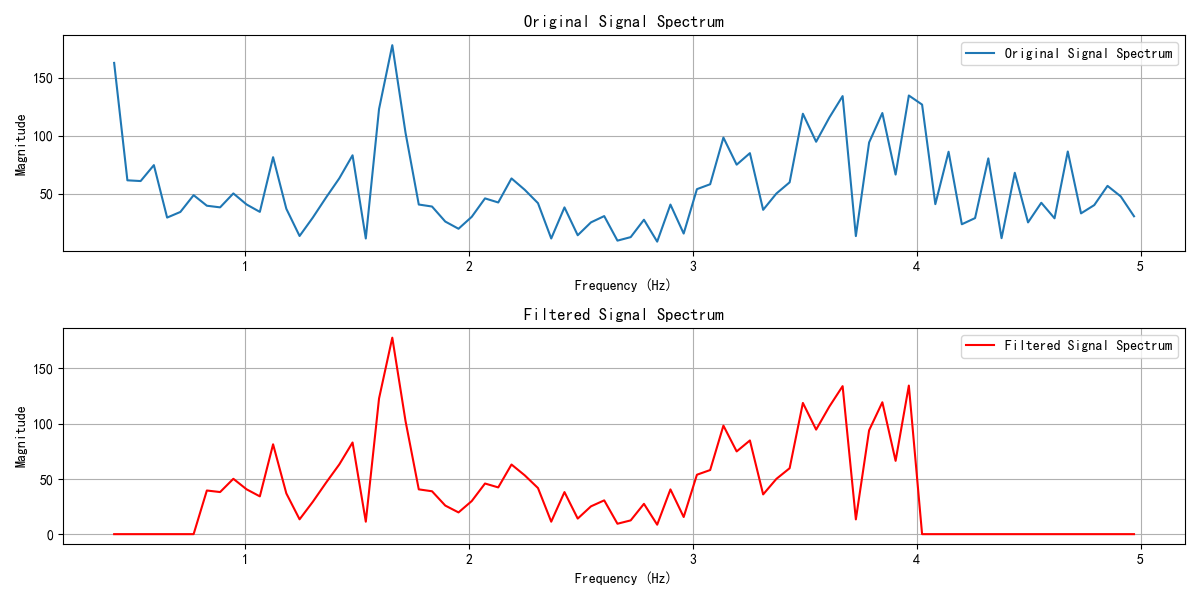 Original Signal Spectrum
Original Signal Spectrum
Magnitude
150
100
50
1 2 3 4 5
Frequency (Hz)
Filtered Signal Spectrum
Filtered Signal Spectrum
Magnitude
150
100
50
0
1 2 3 4 5
Frequency (Hz)